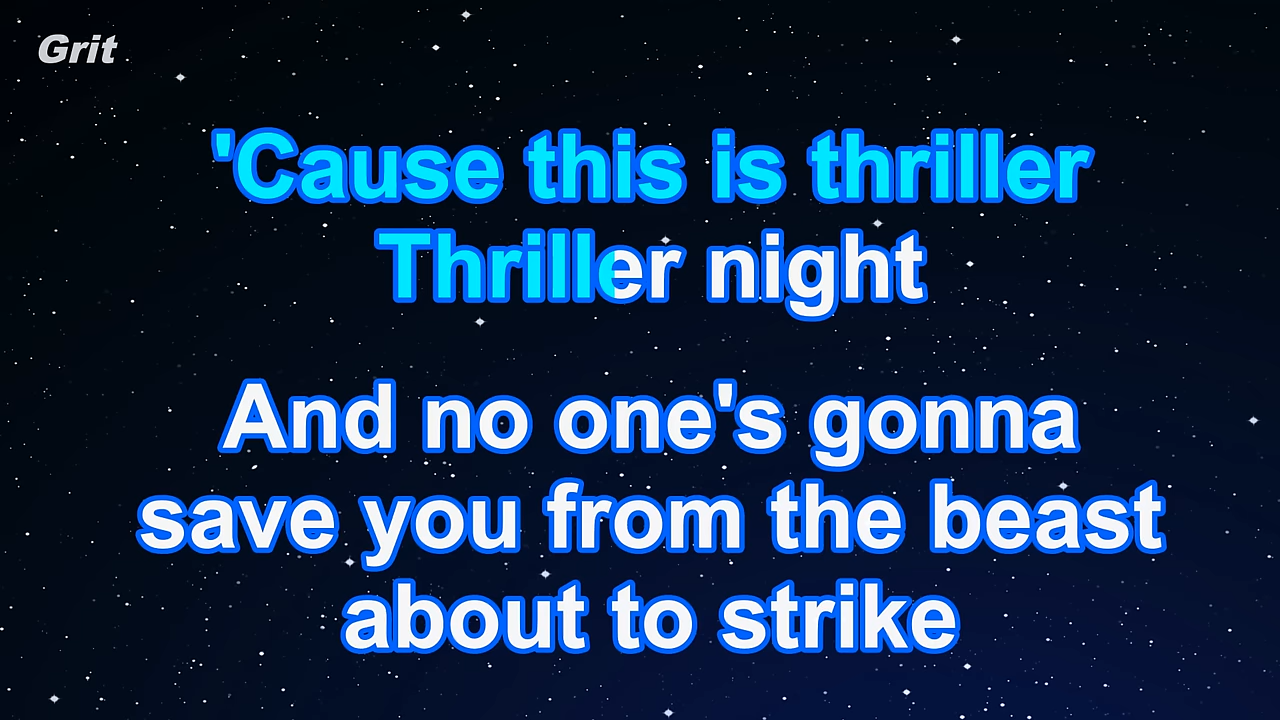 Grit
'Cause this is thriller
Thriller night
And no one's gonna
save you from the beast
about to strike